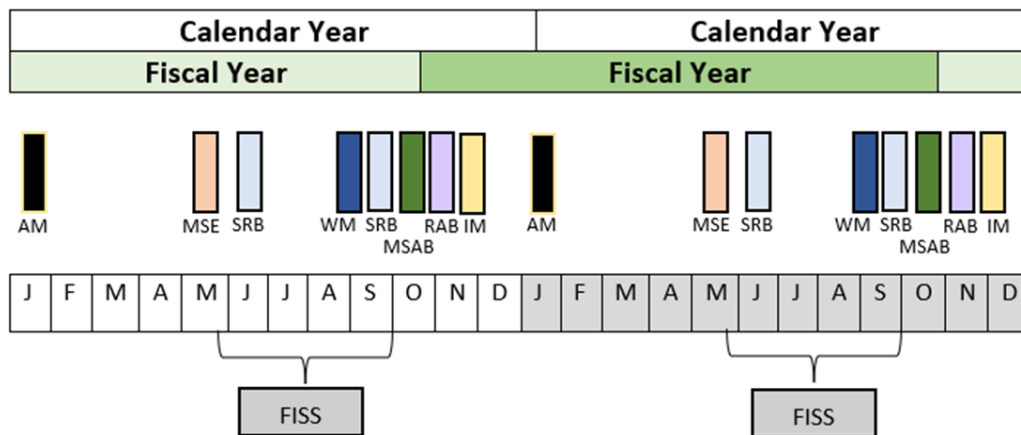 Calendar Year Calendar Year
Fiscal Year Fiscal Year
AM MSE SRB WM SRB RAB IM AM MSE SRB WM SRB RAB IM
MSAB MSAB
J F M A M J J A S O N D J F M A M J J A S O N D
FISS FISS